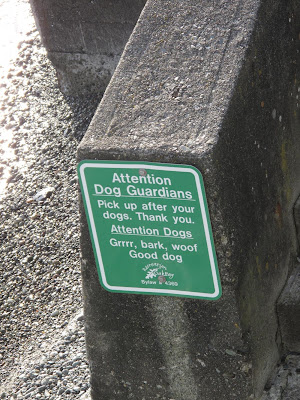 Attention
Dog Guardians
Pick up after your
dogs. Thank you.
Attention Dogs
Grrrr, bark, woof
Good dog